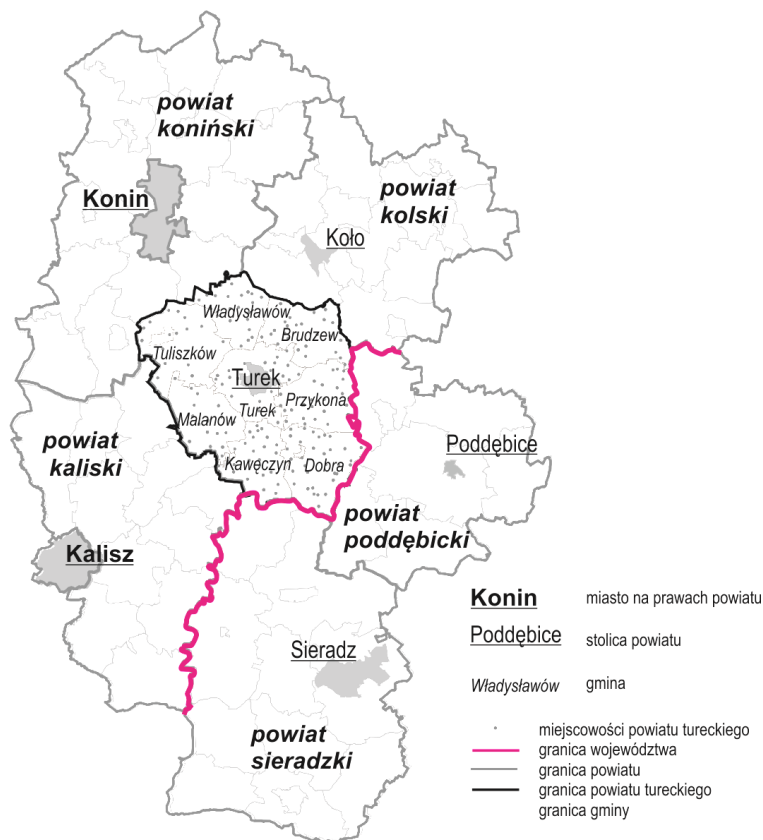 powiat
koniński
Konin
powiat
kolski
Koło
Władysławów
Brudzew
Tuliszków
Turek
Przykona
Turek
Malanów
powiat
kaliski
Kawęczyn
Dobra
Poddębice
powiat
poddębicki
Kalisz
Sieradz
powiat
sieradzki
Konin miasto na prawach powiatu
Poddębice stolica powiatu
Władysławów gmina
miejscowości powiatu tureckiego
granica województwa
granica powiatu
granica powiatu tureckiego
granica gminy